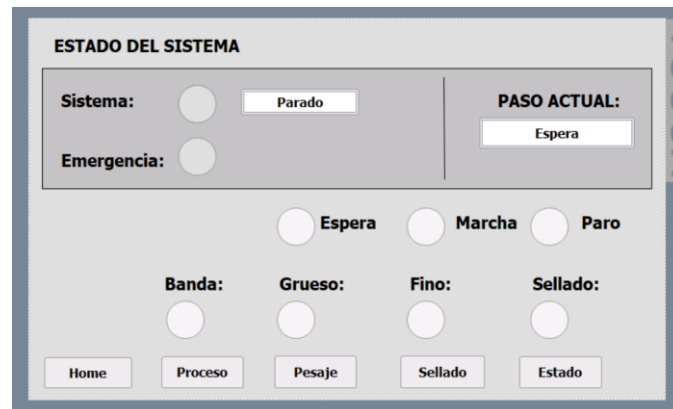 ESTADO DEL SISTEMA
Sistema: Parado PASO ACTUAL:
Espera
Emergencia:
Espera Marcha Paro
Banda: Grueso: Fino: Sellado:
Home Proceso Pesaje Sellado Estado